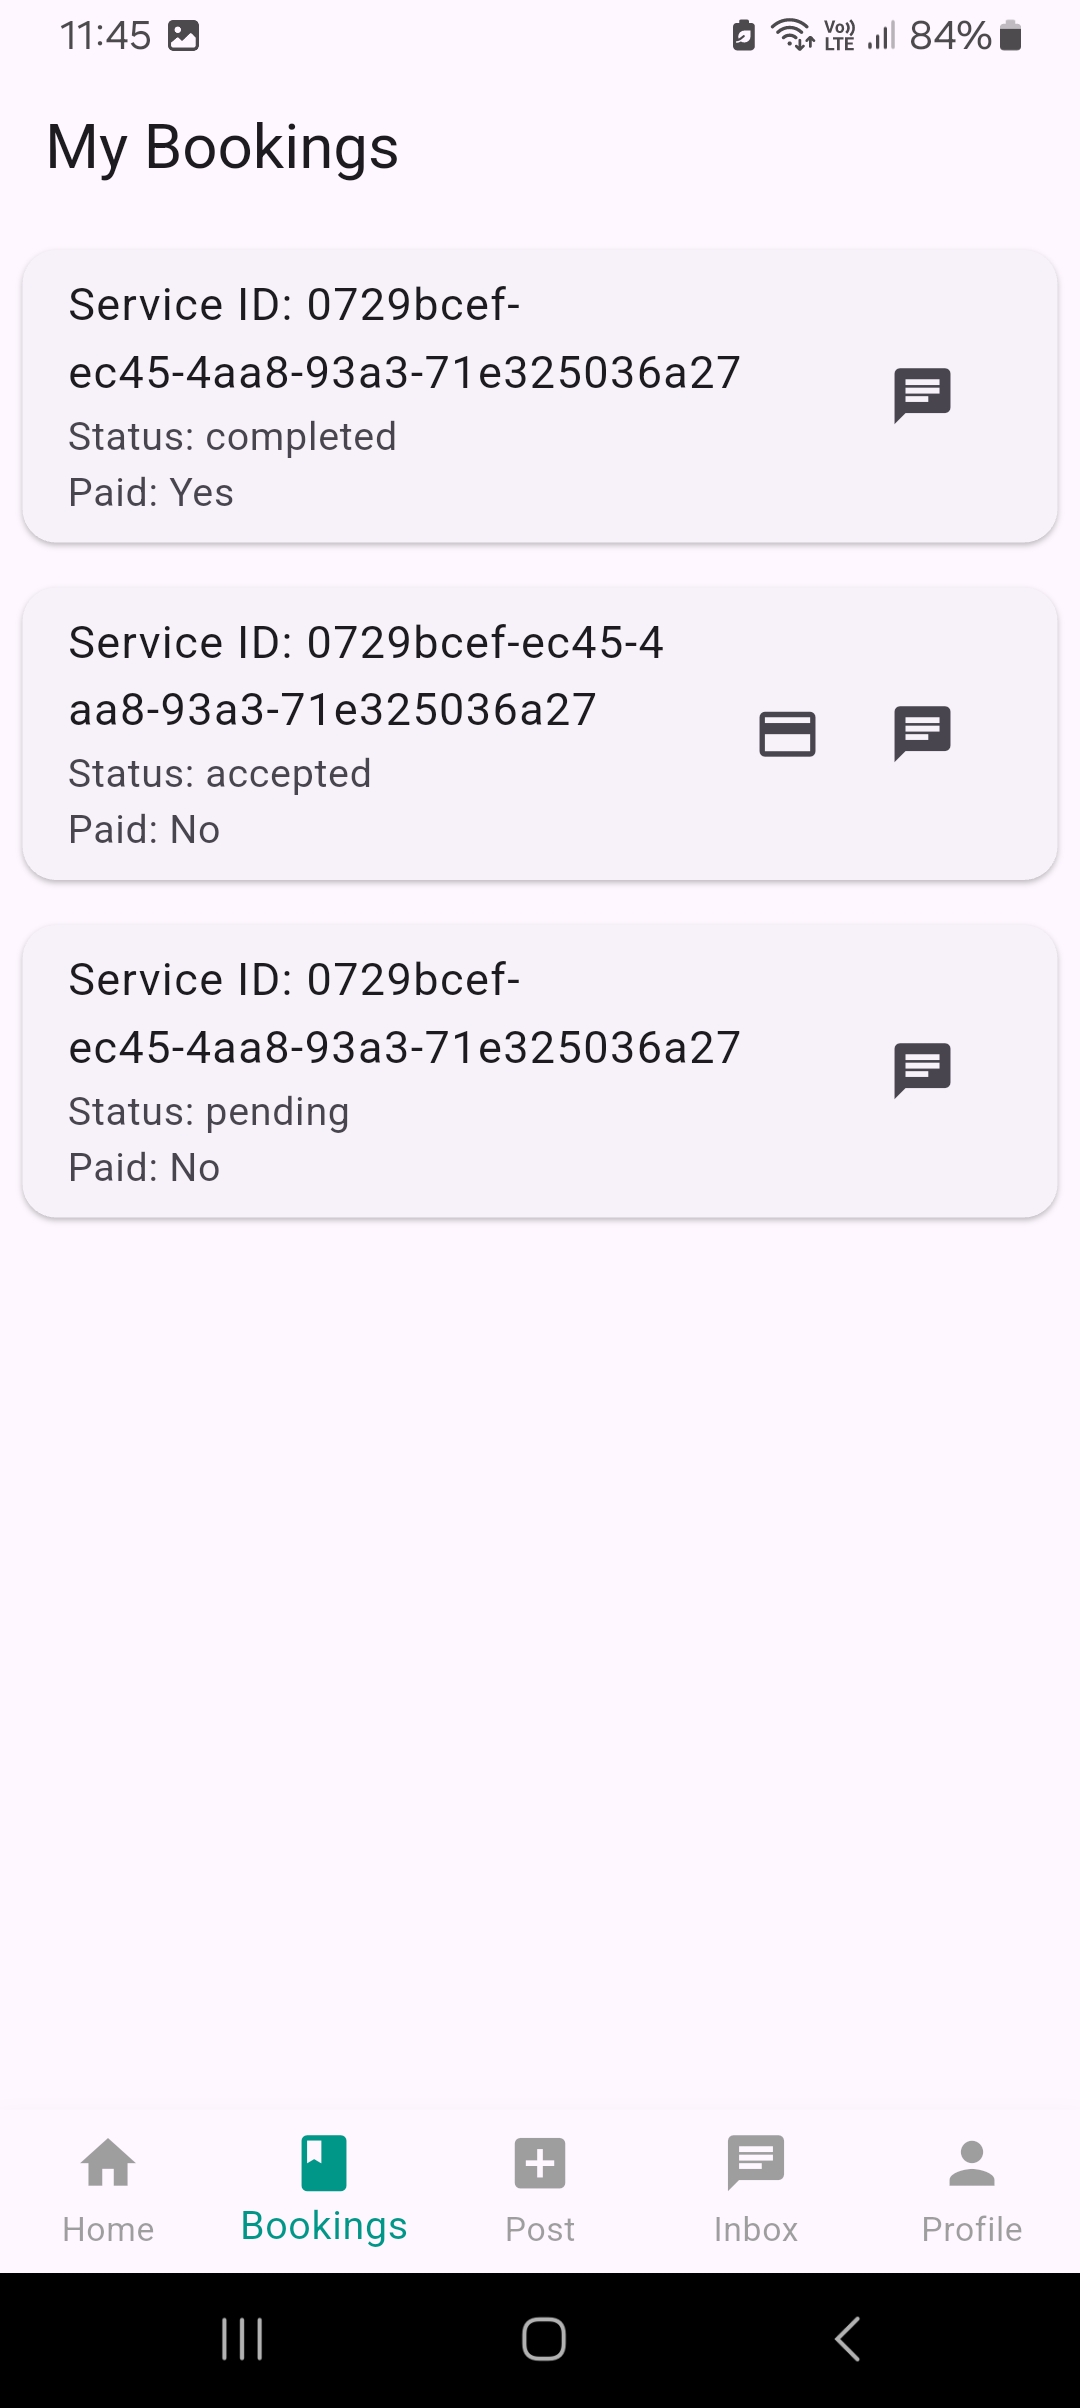 11:45
Vo)) LTE 84%
My Bookings
Service ID: 0729bcef-
ec45-4aa8-93a3-71e325036a27
Status: completed
Paid: Yes
Service ID: 0729bcef-ec45-4
aa8-93a3-71e325036a27
Status: accepted
Paid: No
Service ID: 0729bcef-
ec45-4aa8-93a3-71e325036a27
Status: pending
Paid: No
Home Bookings Post Inbox Profile